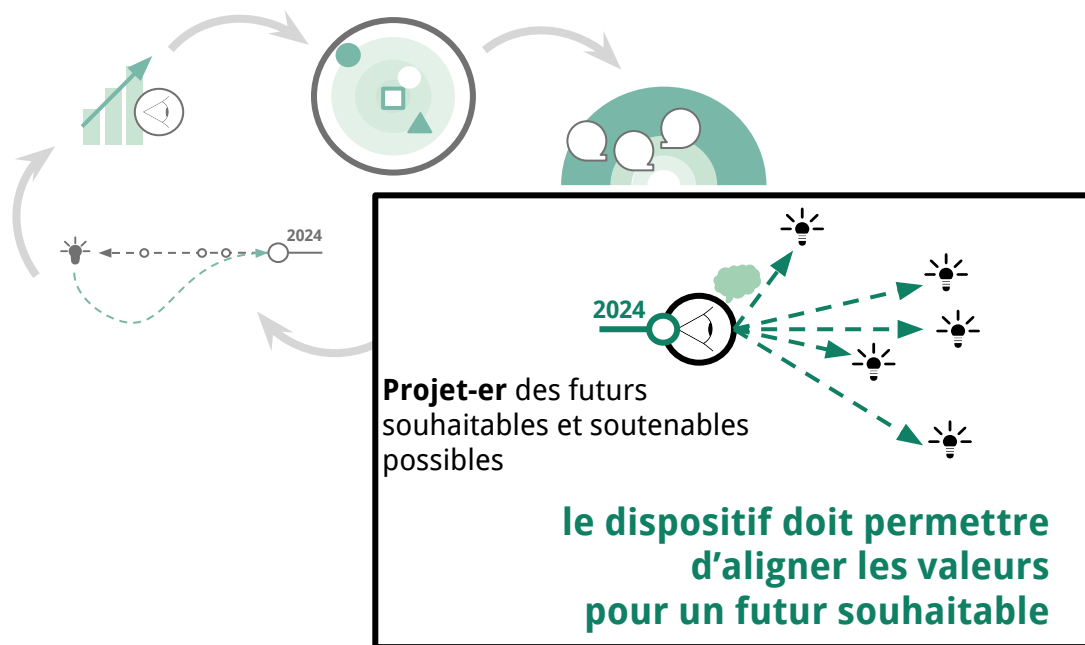 2024
2024
Projet-er des futurs
souhaitables et soutenables
possibles
le dispositif doit permettre
d’aligner les valeurs
pour un futur souhaitable